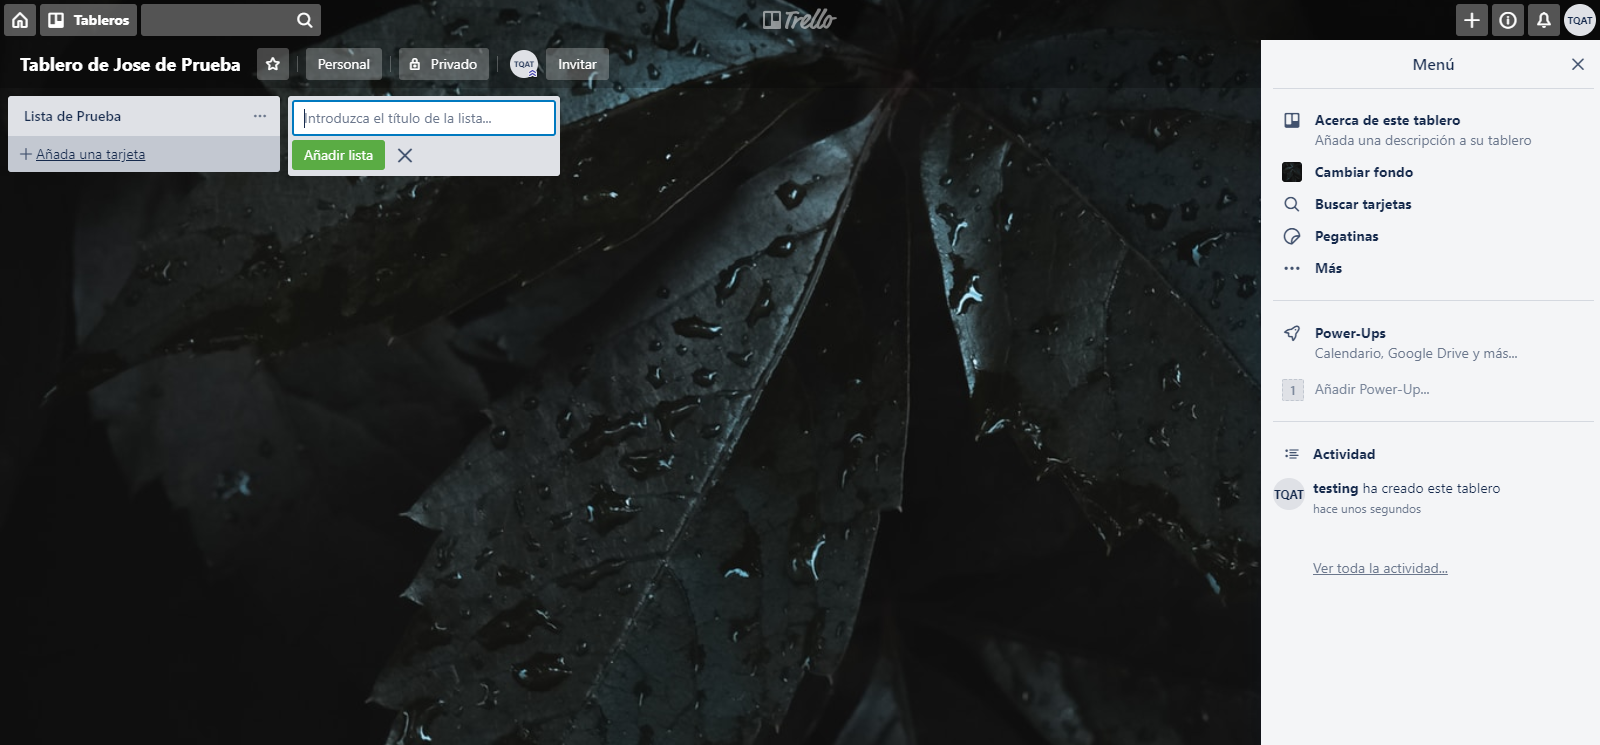 Tableros
Trello
TQAT
Tablero de Jose de Prueba
Personal
Privado
TQAT
Invitar
Lista de Prueba
Añada una tarjeta
Introduzca el título de la lista...
Añadir lista
Menú
Acerca de este tablero
Añada una descripción a su tablero
Cambiar fondo
Buscar tarjetas
Pegatinas
Más
Power-Ups
Calendario, Google Drive y más...
1 Añadir Power-Up...
Actividad
TQAT testing ha creado este tablero
hace unos segundos
Ver toda la actividad...